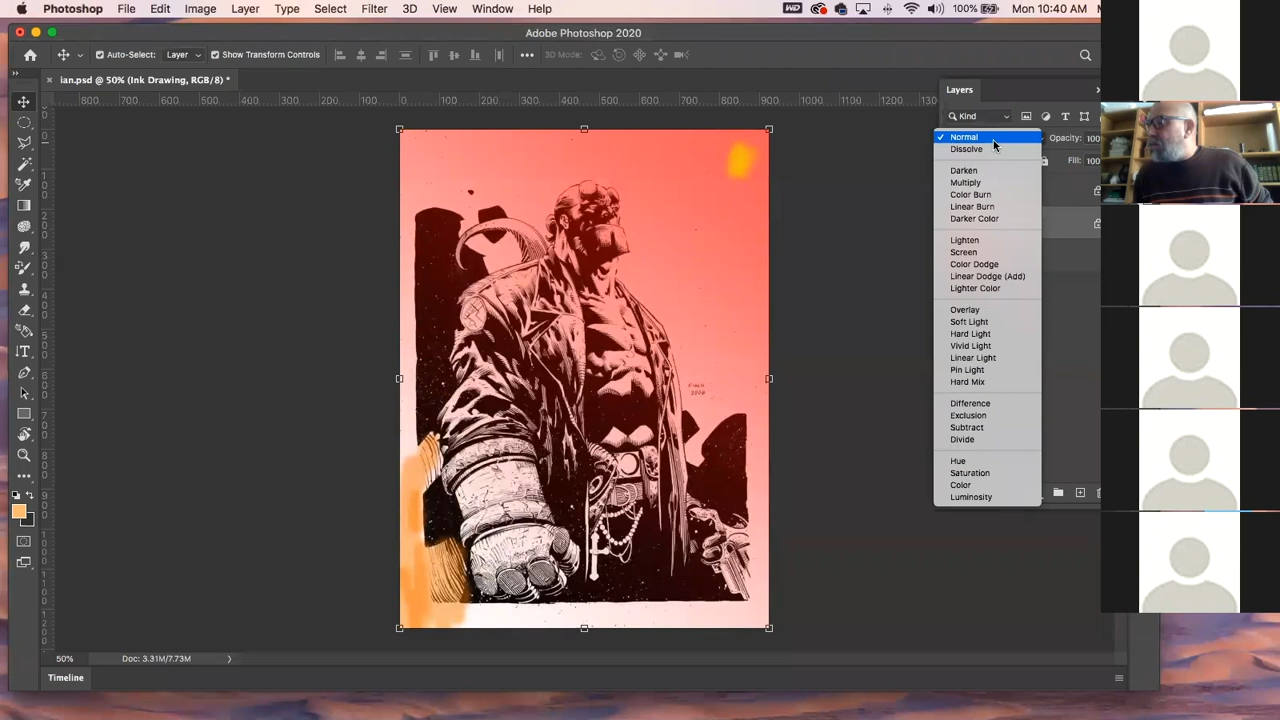 Photoshop File Edit Image Layer Type Select Filter 3D View Window Help 100% Mon 10:40 AM
Adobe Photoshop 2020
Auto-Select: Layer Show Transform Controls 3D Mode:
ian.psd @ 50% (Ink Drawing, RGB/8) *
800 700 600 500 400 300 200 100 0 100 200 300 400 500 600 700 800 900 1000 1100 1200 130
Layers
Kind
Normal
Opacity: 100
Dissolve
Fill: 100
Darken
Multiply
Color Burn
Linear Burn
Darker Color
Lighten
Screen
Color Dodge
Linear Dodge (Add)
Lighter Color
Overlay
Soft Light
Hard Light
Vivid Light
Linear Light
Pin Light
Hard Mix
Difference
Exclusion
Subtract
Divide
Hue
Saturation
Color
Luminosity
50% Doc: 3.31M/7.73M
Timeline